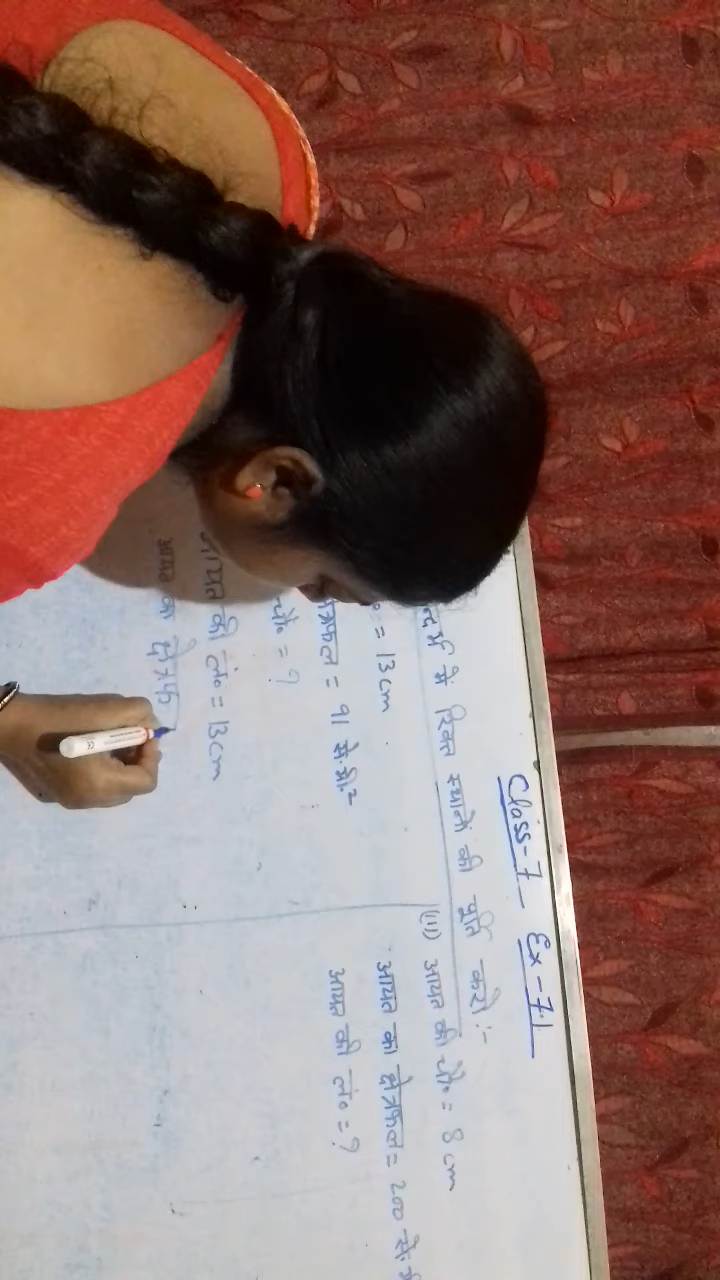 Class-7 Ex-7.1
में रिक्त स्थानों की पूर्ति करो:-
= 13cm
= 91 से.मी.²
चौ० = ?
आयत की लं० = 13cm
आयत का क्षेत्रफ
(ii) आयत की चौ० = 8 cm
आयत का क्षेत्रफल = 200 से.
आयत की लं० = ?